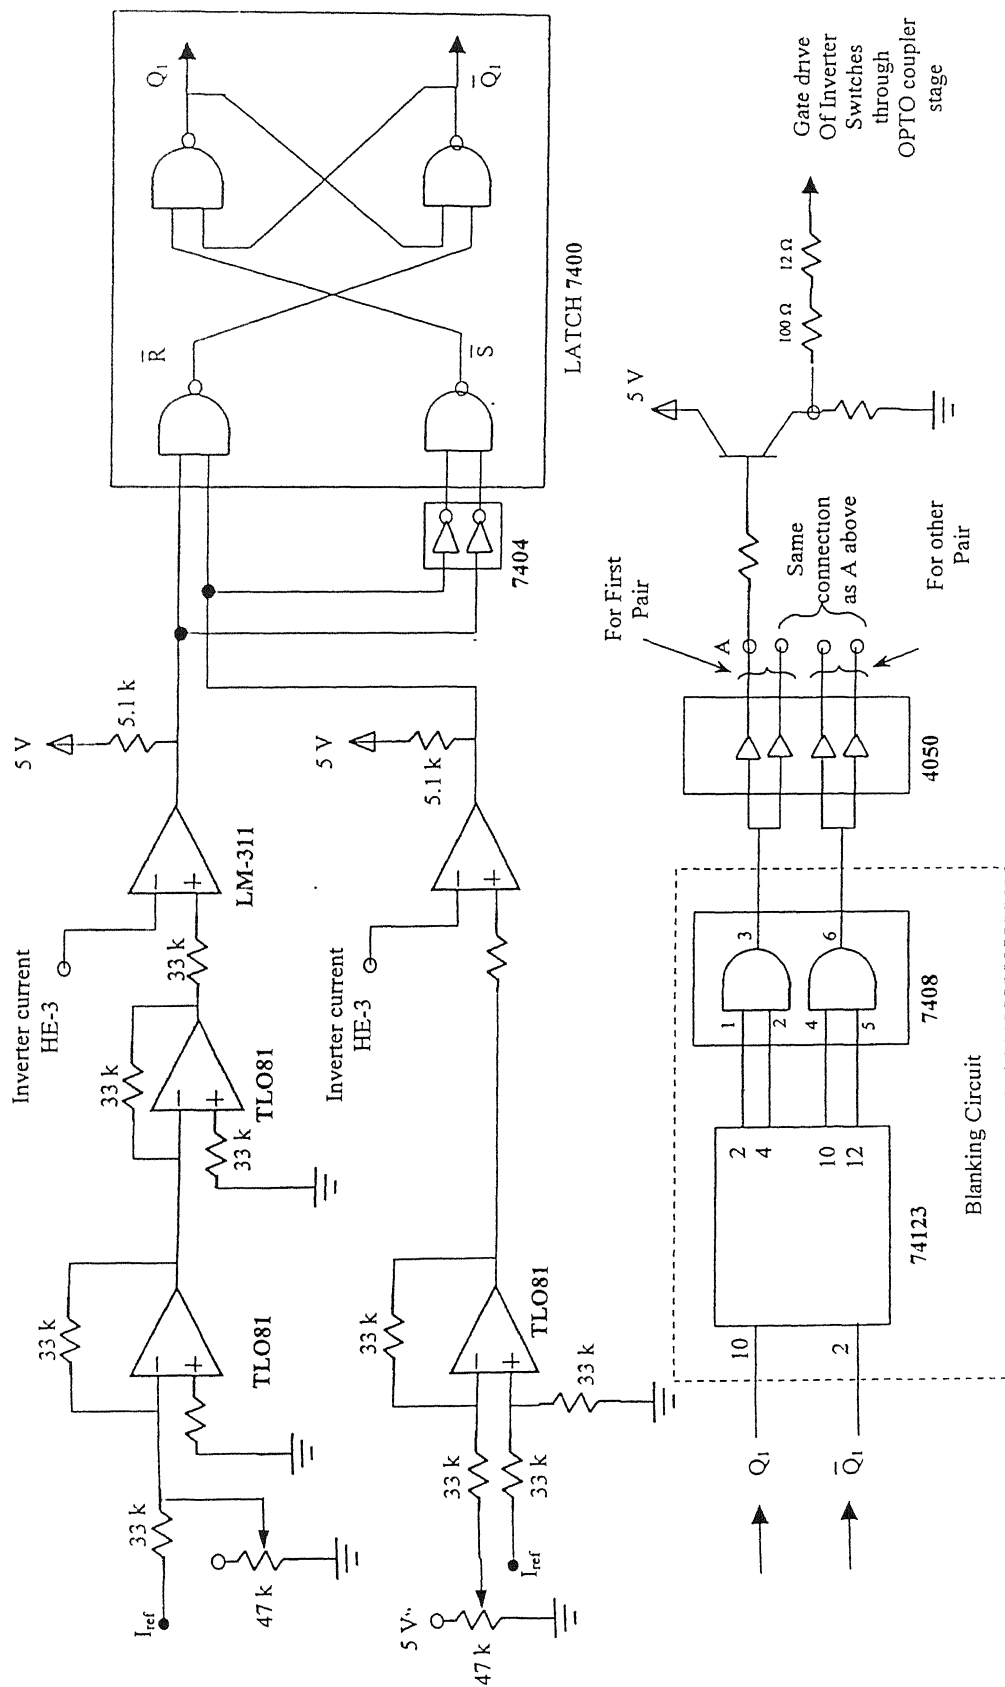 Q₁
Q̄₁
R̄
S̄
LATCH 7400
7404
5 V
5.1 k
LM-311
−
+
Inverter current
HE-3
33 k
33 k
TLO81
−
+
33 k
33 k
TLO81
−
+
33 k
Iref
47 k
5 V
5.1 k
−
+
Inverter current
HE-3
33 k
TLO81
−
+
33 k
33 k
33 k
Iref
5 V
47 k
Gate drive
Of Inverter
Switches
through
OPTO coupler
stage
12 Ω
100 Ω
5 V
A
For First
Pair
Same
connection
as A above
For other
Pair
4050
3
6
1
2
4
5
7408
2
4
10
12
74123
10
2
Blanking Circuit
Q₁
Q̄₁